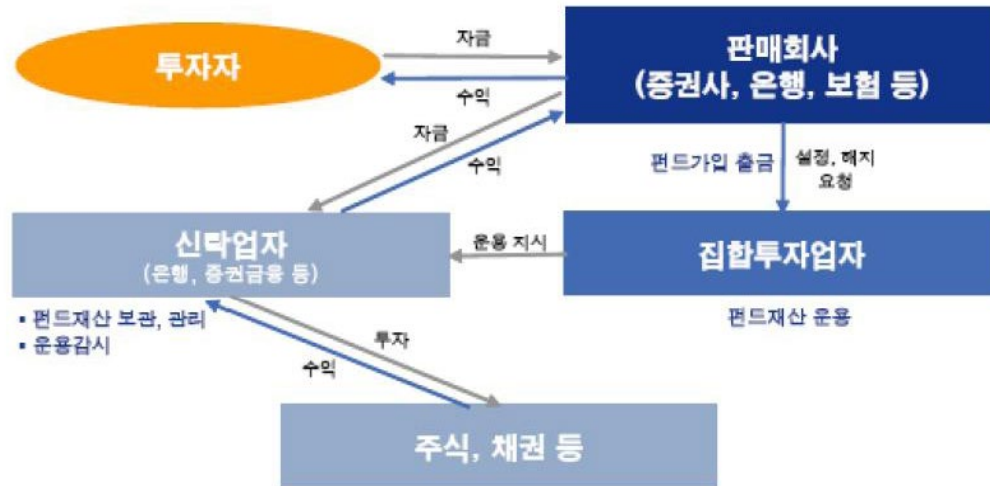 투자자
자금
수익
판매회사
(증권사, 은행, 보험 등)
자금
수익
펀드가입 출금
설정, 해지
요청
신탁업자
(은행, 증권금융 등)
운용 지시
집합투자업자
▪ 펀드재산 보관, 관리
▪ 운용감시
펀드재산 운용
투자
수익
주식, 채권 등